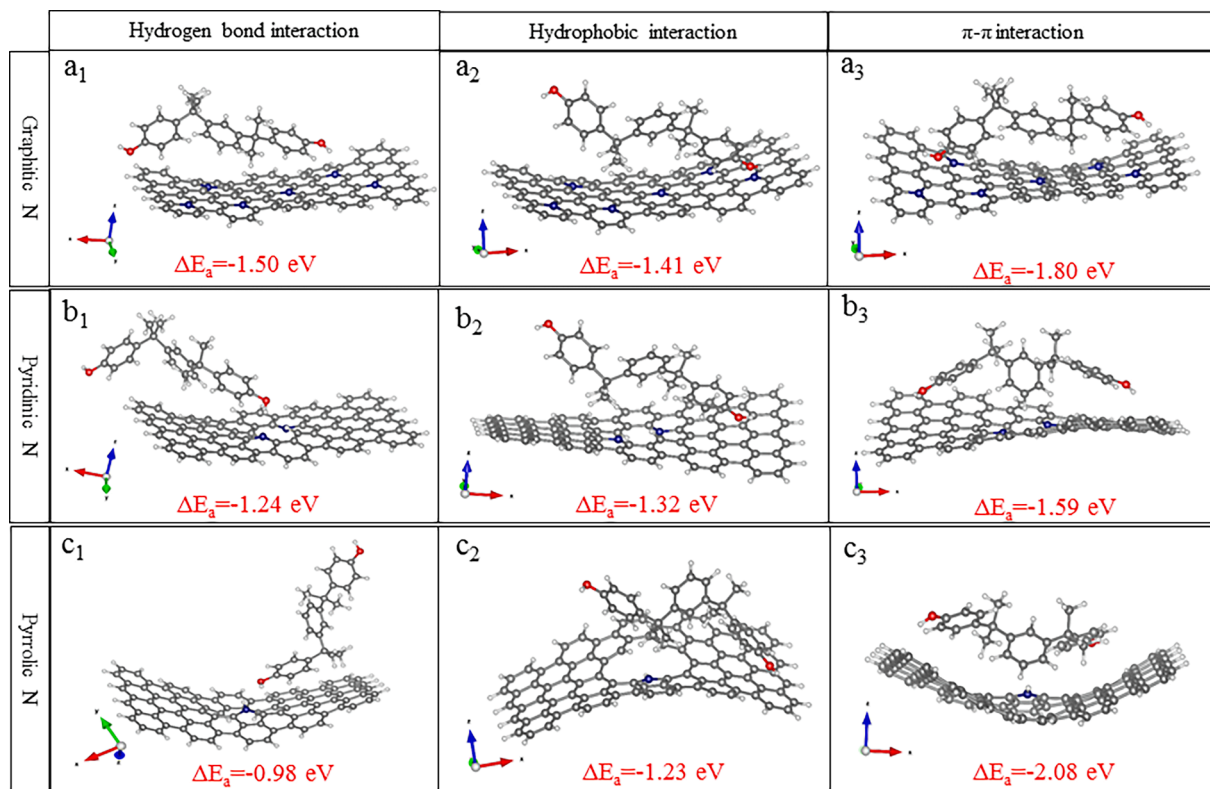 Hydrogen bond interaction
Hydrophobic interaction
π-π interaction
Graphitic N
a1
a2
a3
x
y
z
x
y
z
x
y
z
ΔEa=-1.50 eV
ΔEa=-1.41 eV
ΔEa=-1.80 eV
Pyridinic N
b1
b2
b3
x
y
z
x
z
x
z
ΔEa=-1.24 eV
ΔEa=-1.32 eV
ΔEa=-1.59 eV
Pyrrolic N
c1
c2
c3
y
x
z
z
x
z
x
ΔEa=-0.98 eV
ΔEa=-1.23 eV
ΔEa=-2.08 eV